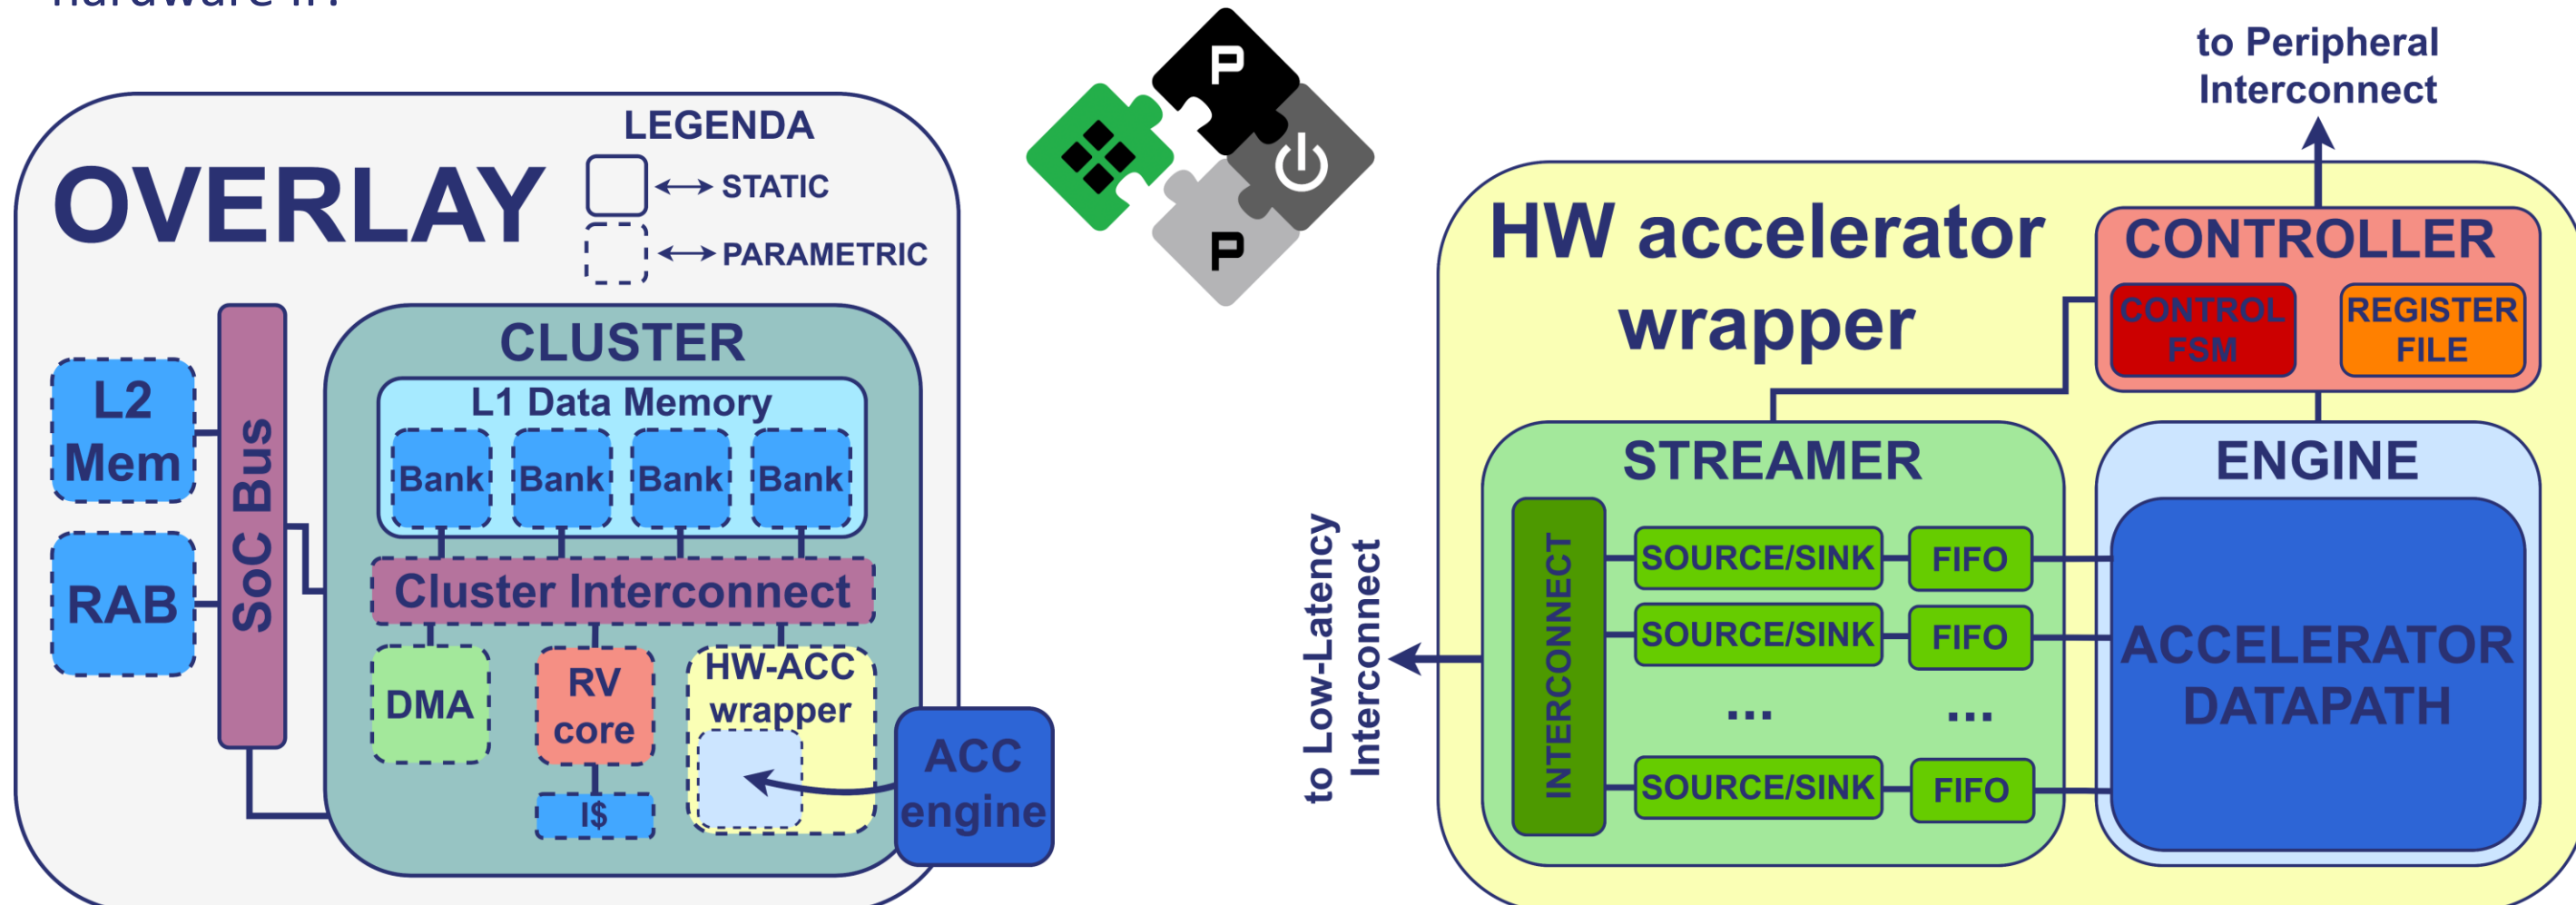 LEGENDA
OVERLAY
STATIC
PARAMETRIC
L2
Mem
RAB
SoC Bus
CLUSTER
L1 Data Memory
Bank
Bank
Bank
Bank
Cluster Interconnect
DMA
RV
core
I$
HW-ACC
wrapper
ACC
engine
P
P
to Peripheral
Interconnect
HW accelerator
wrapper
CONTROLLER
CONTROL
FSM
REGISTER
FILE
to Low-Latency
Interconnect
STREAMER
INTERCONNECT
SOURCE/SINK
FIFO
SOURCE/SINK
FIFO
...
...
SOURCE/SINK
FIFO
ENGINE
ACCELERATOR
DATAPATH